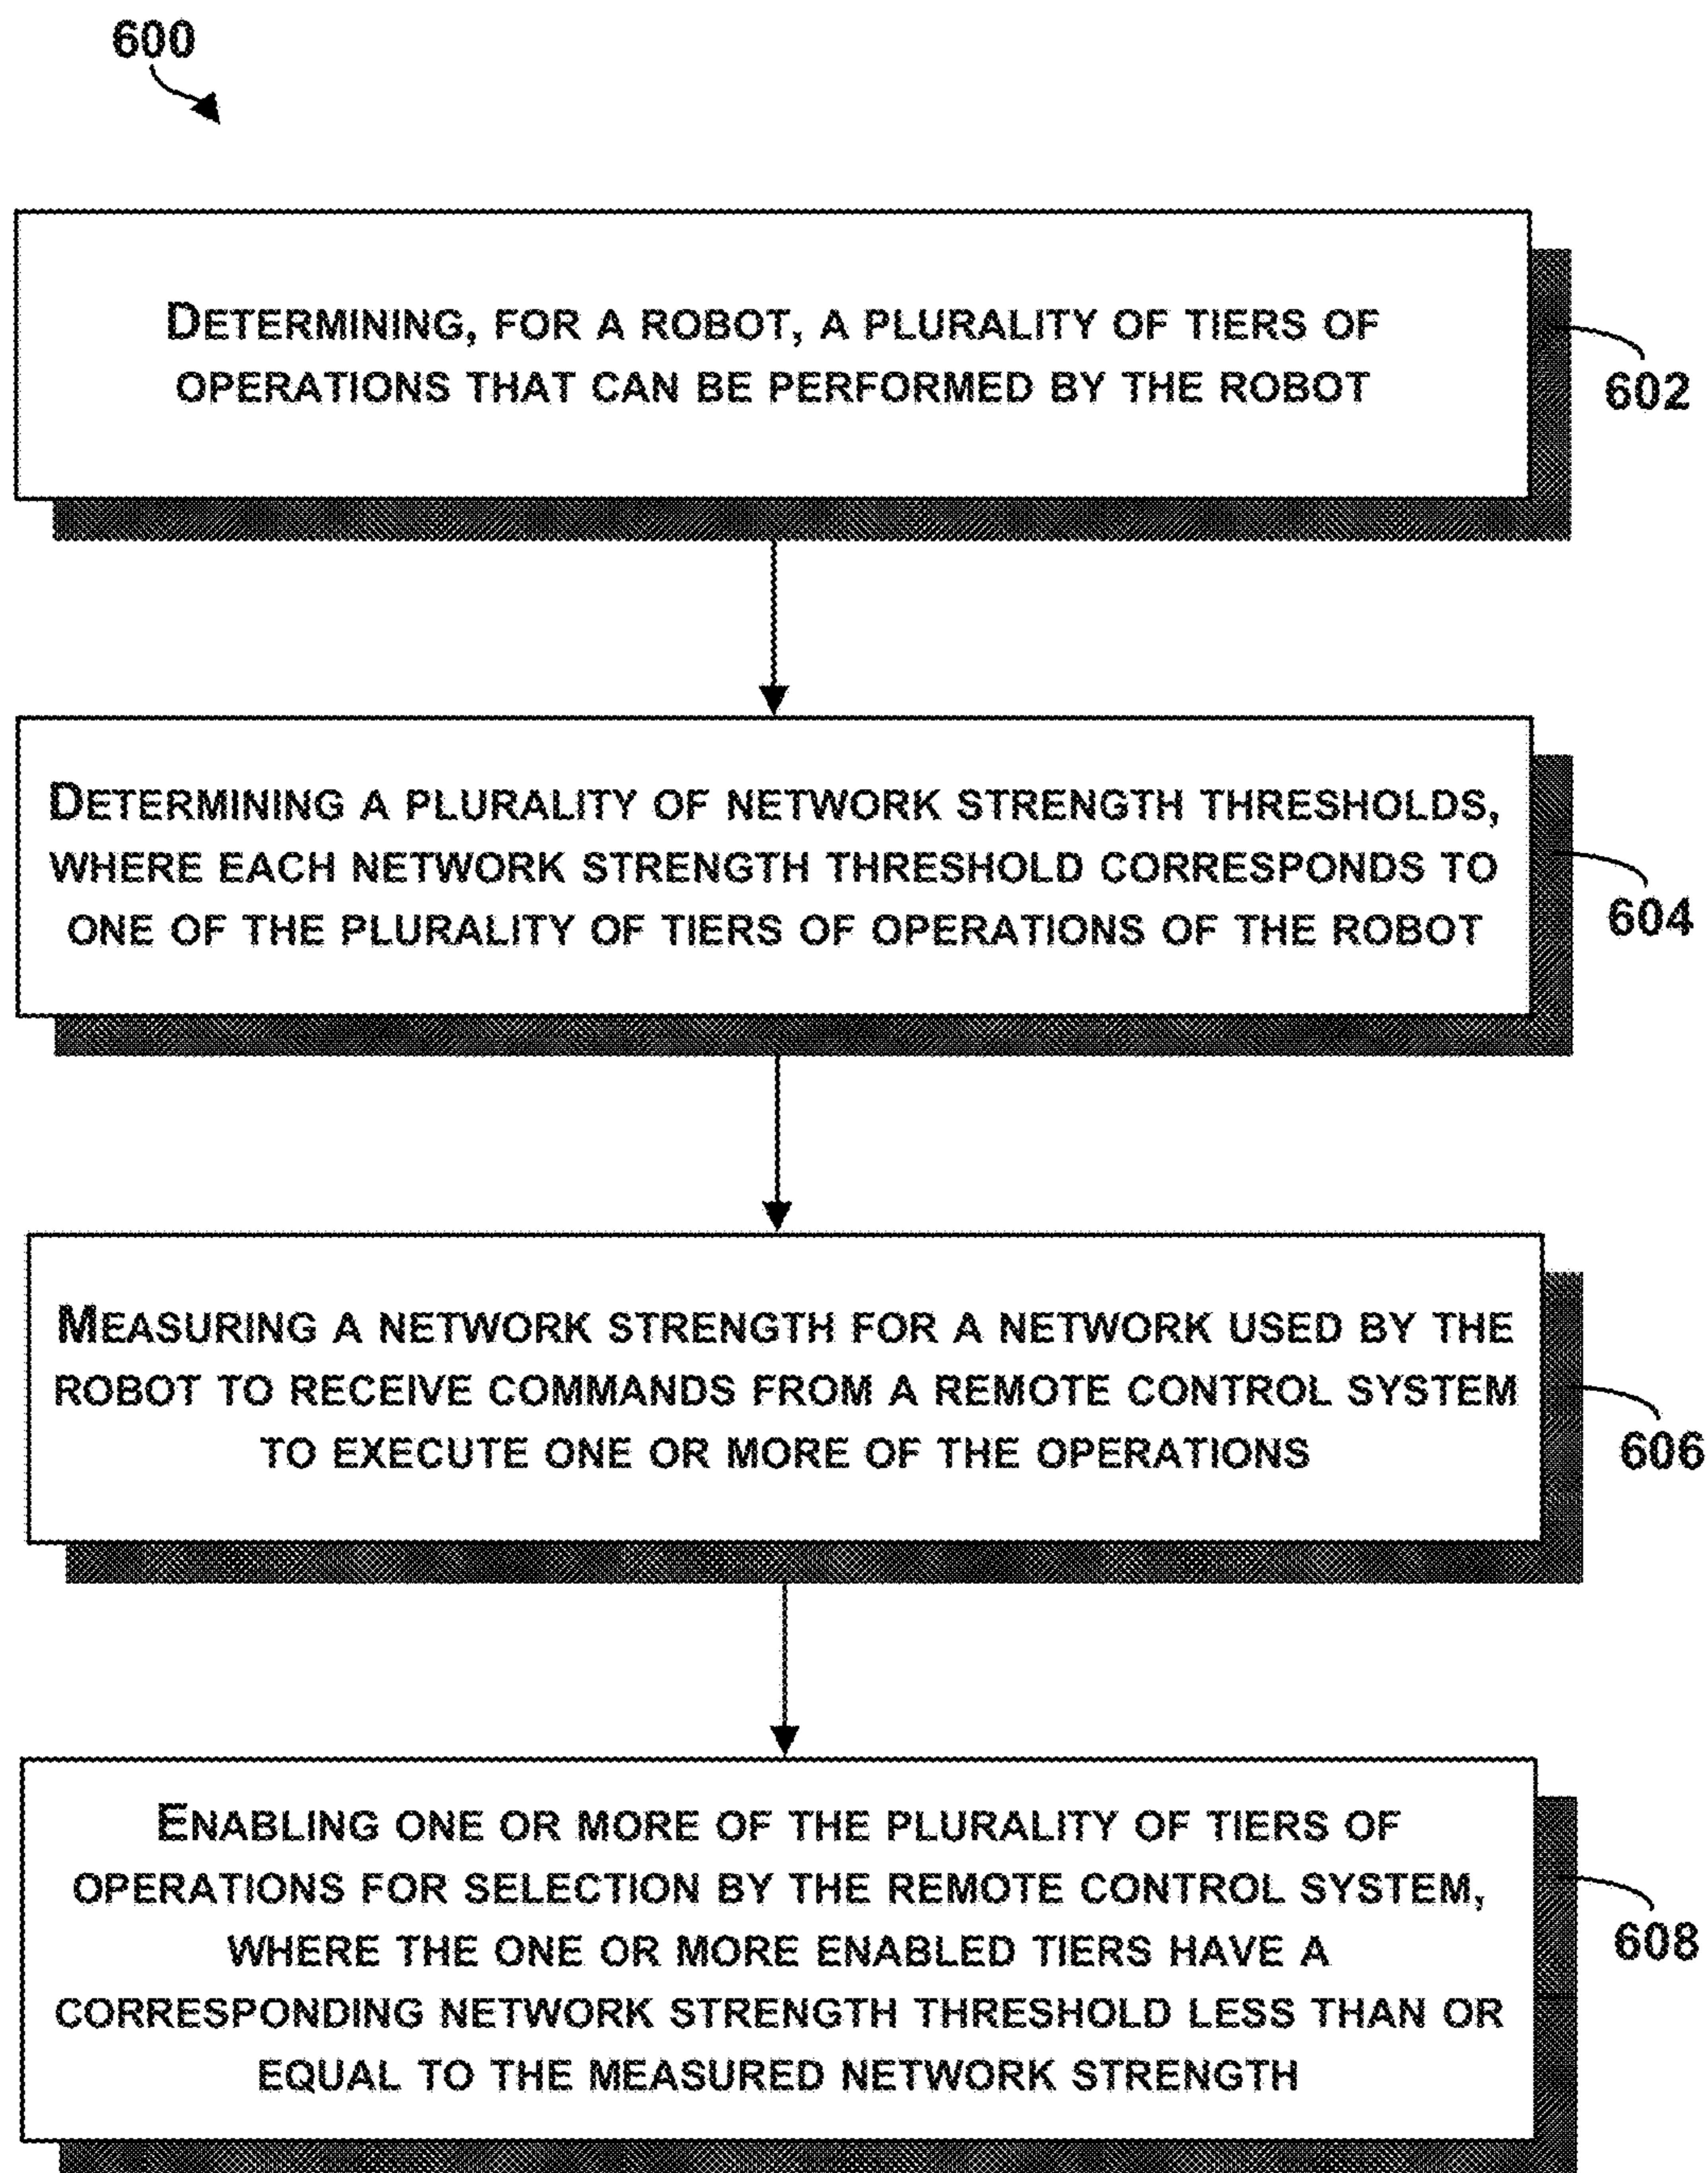 600
DETERMINING, FOR A ROBOT, A PLURALITY OF TIERS OF
OPERATIONS THAT CAN BE PERFORMED BY THE ROBOT
602
DETERMINING A PLURALITY OF NETWORK STRENGTH THRESHOLDS,
WHERE EACH NETWORK STRENGTH THRESHOLD CORRESPONDS TO
ONE OF THE PLURALITY OF TIERS OF OPERATIONS OF THE ROBOT
604
MEASURING A NETWORK STRENGTH FOR A NETWORK USED BY THE
ROBOT TO RECEIVE COMMANDS FROM A REMOTE CONTROL SYSTEM
TO EXECUTE ONE OR MORE OF THE OPERATIONS
606
ENABLING ONE OR MORE OF THE PLURALITY OF TIERS OF
OPERATIONS FOR SELECTION BY THE REMOTE CONTROL SYSTEM,
WHERE THE ONE OR MORE ENABLED TIERS HAVE A
CORRESPONDING NETWORK STRENGTH THRESHOLD LESS THAN OR
EQUAL TO THE MEASURED NETWORK STRENGTH
608